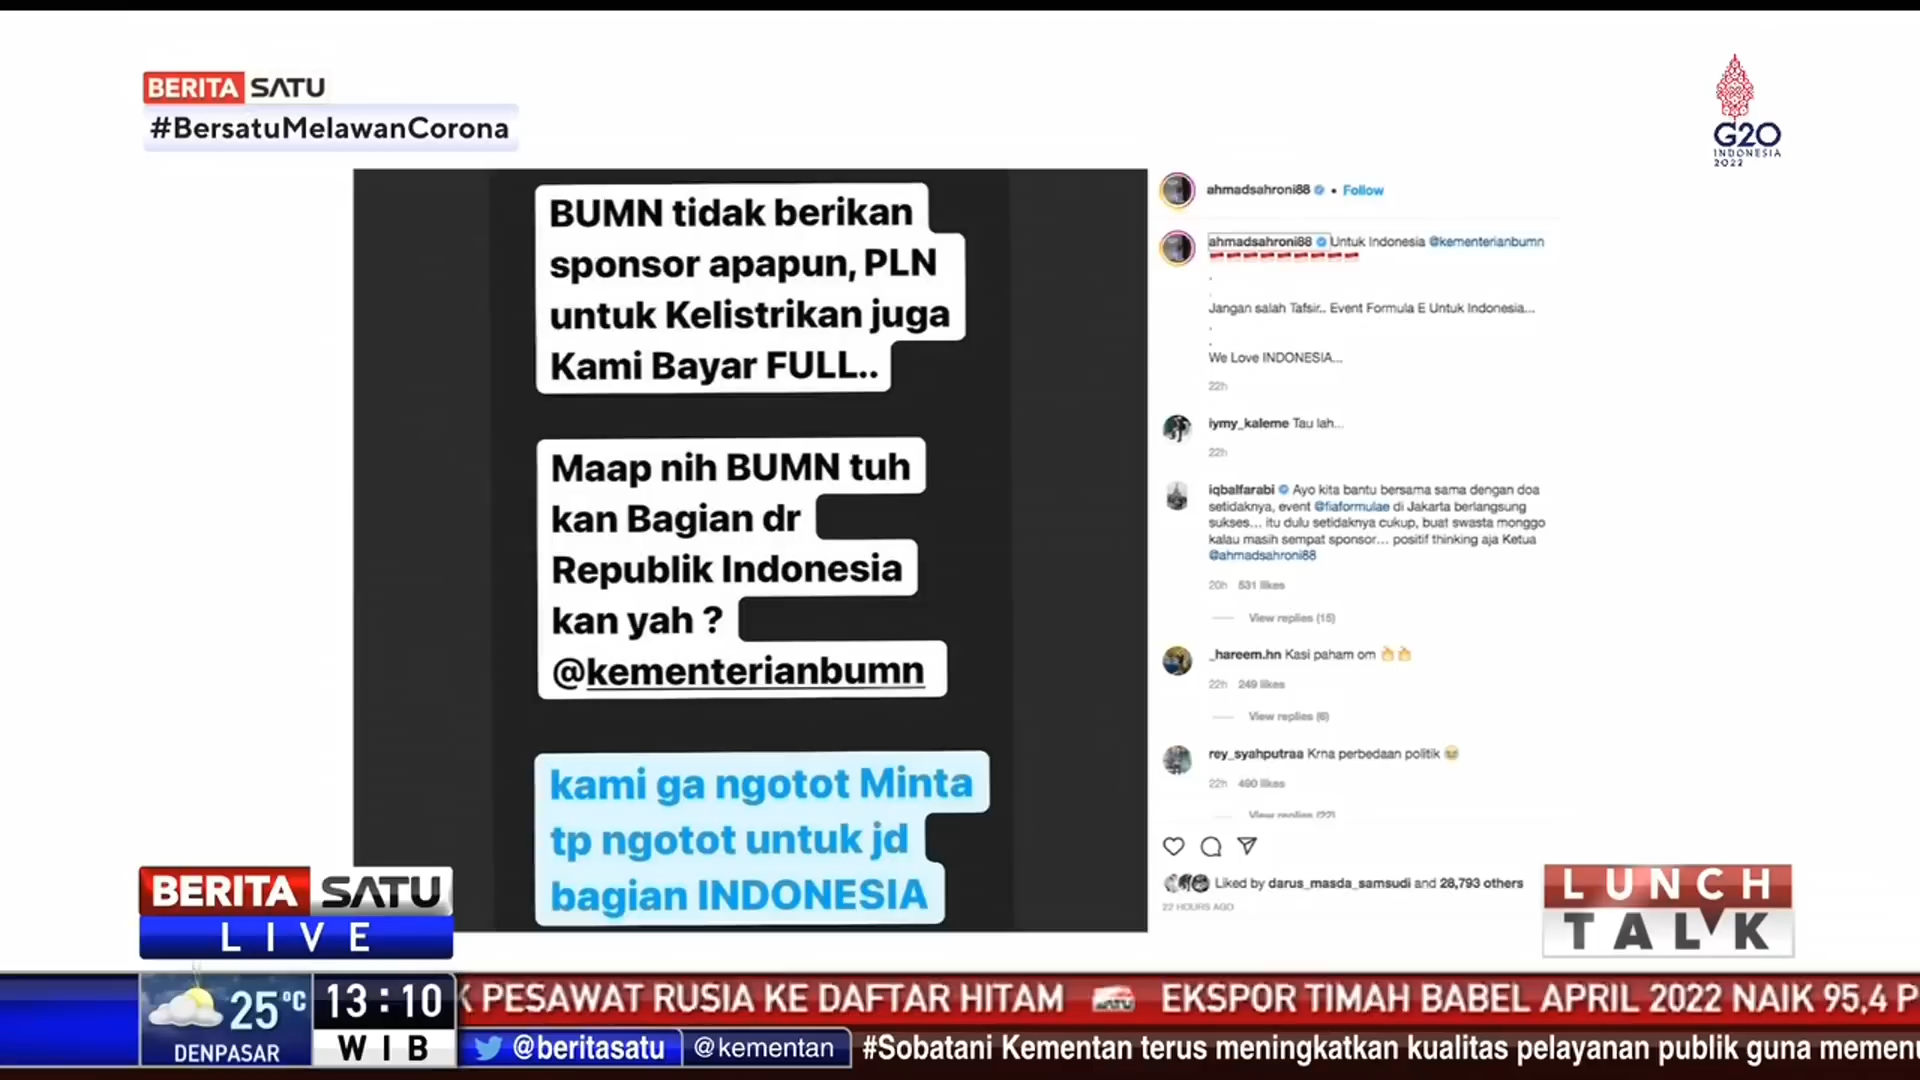 BERITA SATU
#BersatuMelawanCorona
G20
INDONESIA
2022
BUMN tidak berikan
sponsor apapun, PLN
untuk Kelistrikan juga
Kami Bayar FULL..
Maap nih BUMN tuh
kan Bagian dr
Republik Indonesia
kan yah ?
@kementerianbumn
kami ga ngotot Minta
tp ngotot untuk jd
bagian INDONESIA
ahmadsahroni88 • Follow
ahmadsahroni88 Untuk Indonesia @kementerianbumn
.
.
Jangan salah Tafsir.. Event Formula E Untuk Indonesia...
.
.
We Love INDONESIA...
22h
iymy_kaleme Tau lah...
22h
iqbalfarabi Ayo kita bantu bersama sama dengan doa
setidaknya, event @fiaformulae di Jakarta berlangsung
sukses... itu dulu setidaknya cukup, buat swasta monggo
kalau masih sempat sponsor... positif thinking aja Ketua
@ahmadsahroni88
20h 531 likes
View replies (15)
_hareem.hn Kasi paham om 👏👏
22h 249 likes
View replies (6)
rey_syahputraa Krna perbedaan politik 😂
22h 490 likes
View replies (22)
Liked by darus_masda_samsudi and 28,793 others
22 HOURS AGO
BERITA SATU
LIVE
LUNCH
TALK
25°C
DENPASAR
13:10
WIB
K PESAWAT RUSIA KE DAFTAR HITAM SATU EKSPOR TIMAH BABEL APRIL 2022 NAIK 95,4 P
@beritasatu @kementan #Sobatani Kementan terus meningkatkan kualitas pelayanan publik guna memenu